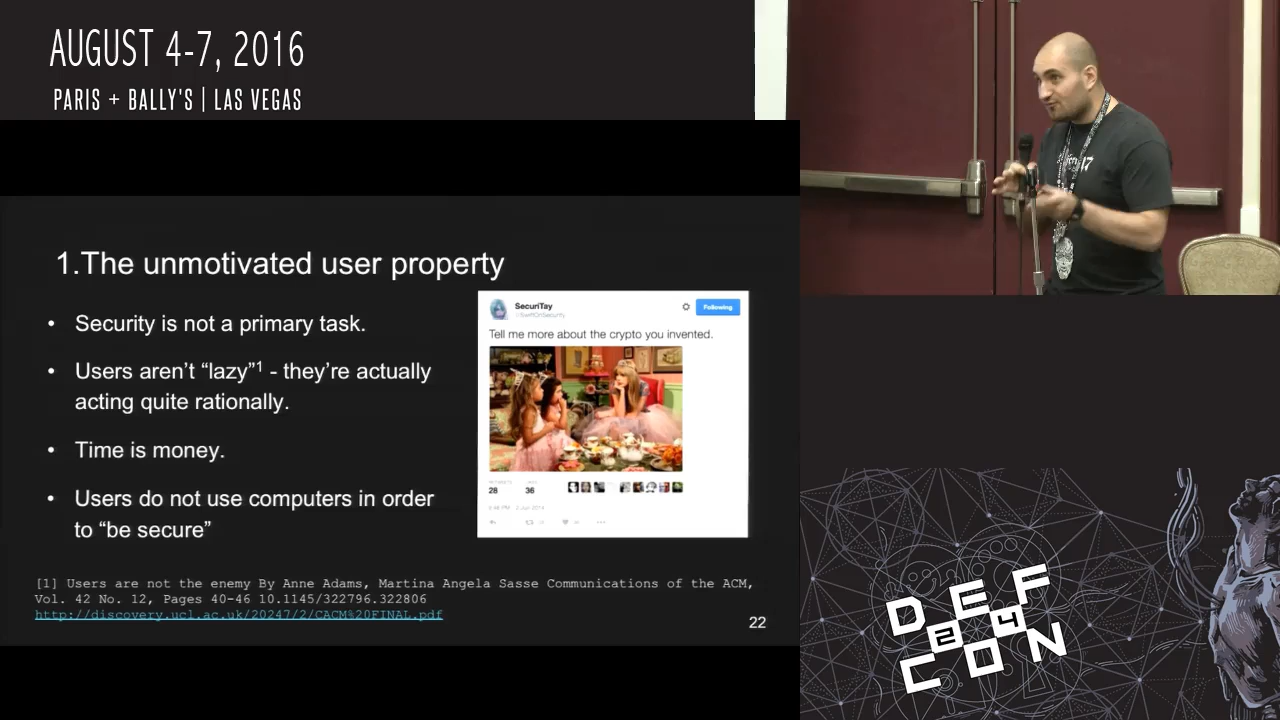 AUGUST 4-7, 2016
PARIS + BALLY'S | LAS VEGAS
1.The unmotivated user property
• Security is not a primary task.
• Users aren't “lazy”¹ - they're actually
acting quite rationally.
• Time is money.
• Users do not use computers in order
to “be secure”
SecuriTay
@SwiftOnSecurity
Following
Tell me more about the crypto you invented.
28
36
[1] Users are not the enemy By Anne Adams, Martina Angela Sasse Communications of the ACM,
Vol. 42 No. 12, Pages 40-46 10.1145/322796.322806
http://discovery.ucl.ac.uk/20247/2/CACM%20FINAL.pdf
22
17
DEF
24
CON